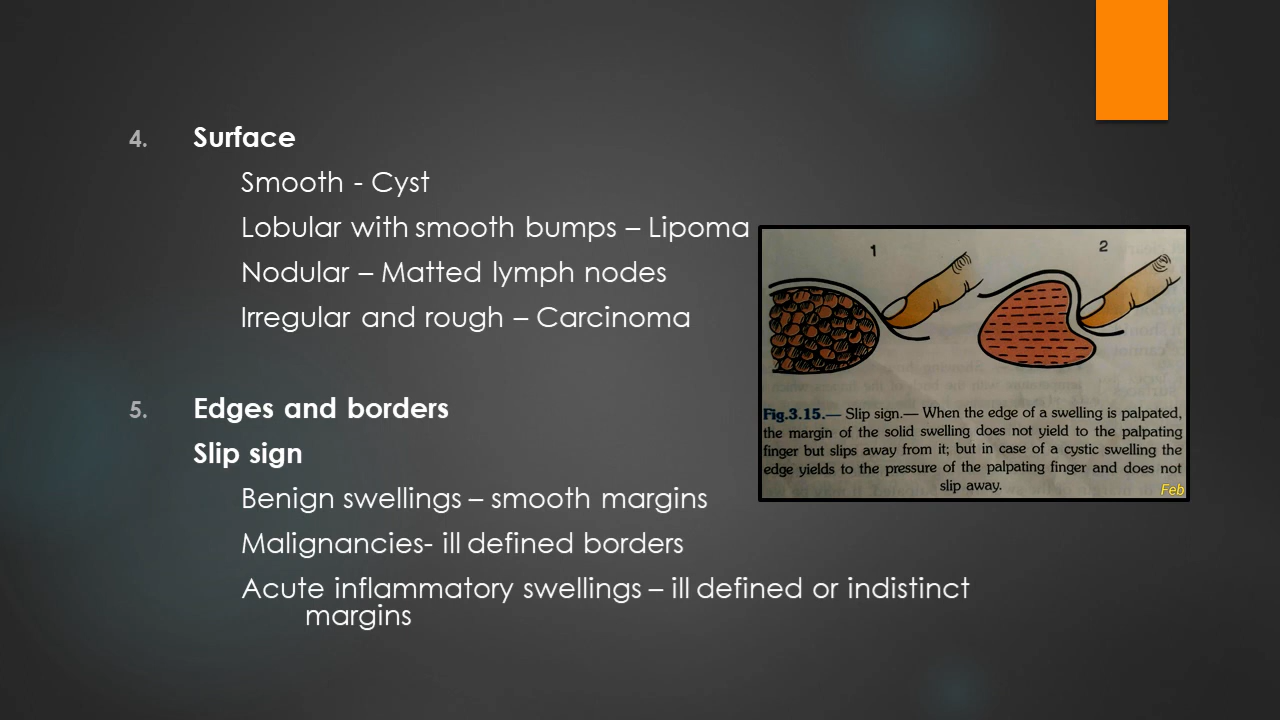 4. Surface
Smooth - Cyst
Lobular with smooth bumps – Lipoma
Nodular – Matted lymph nodes
Irregular and rough – Carcinoma
5. Edges and borders
Slip sign
Benign swellings – smooth margins
Malignancies- ill defined borders
Acute inflammatory swellings – ill defined or indistinct
margins
1
2
Fig.3.15.— Slip sign.— When the edge of a swelling is palpated,
the margin of the solid swelling does not yield to the palpating
finger but slips away from it; but in case of a cystic swelling the
edge yields to the pressure of the palpating finger and does not
slip away.
Feb